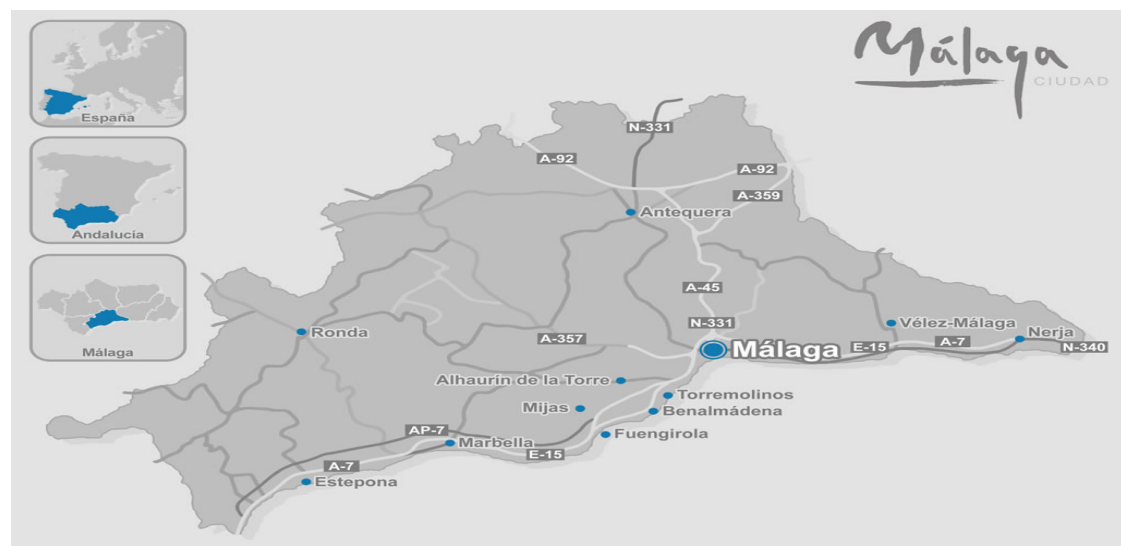 España
Andalucia
Málaga
Málaga
CIUDAD
N-331
A-92
A-92
A-359
Antequera
A-45
N-331
Ronda
A-357
Málaga
Vélez-Málaga
Nerja
E-15
A-7
N-340
Alhaurín de la Torre
Torremolinos
Mijas
Benalmádena
Fuengirola
AP-7
Marbella
E-15
A-7
Estepona